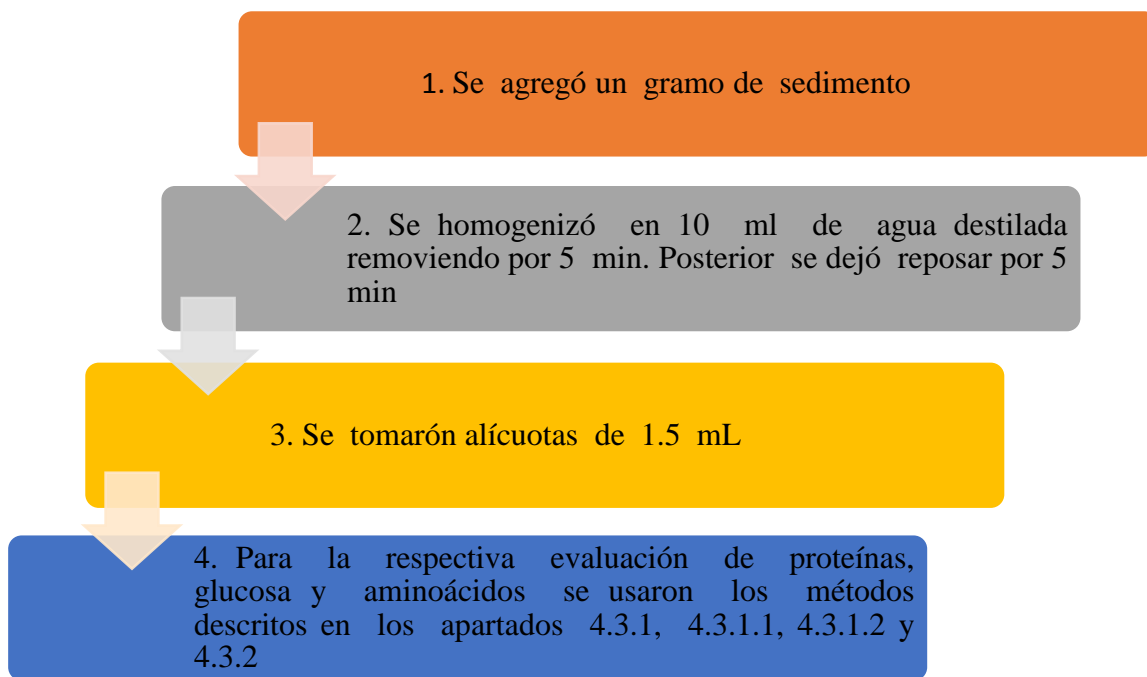 1. Se agregó un gramo de sedimento
2. Se homogenizó en 10 ml de agua destilada
removiendo por 5 min. Posterior se dejó reposar por 5
min
3. Se tomarón alícuotas de 1.5 mL
4. Para la respectiva evaluación de proteínas,
glucosa y aminoácidos se usaron los métodos
descritos en los apartados 4.3.1, 4.3.1.1, 4.3.1.2 y
4.3.2